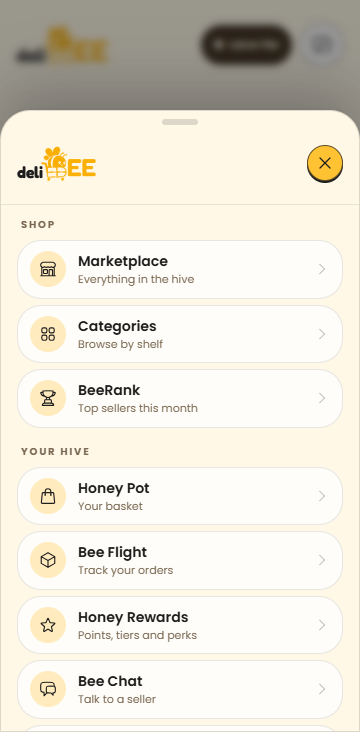 deliBEE
SHOP
Marketplace
Everything in the hive
Categories
Browse by shelf
BeeRank
Top sellers this month
YOUR HIVE
Honey Pot
Your basket
Bee Flight
Track your orders
Honey Rewards
Points, tiers and perks
Bee Chat
Talk to a seller